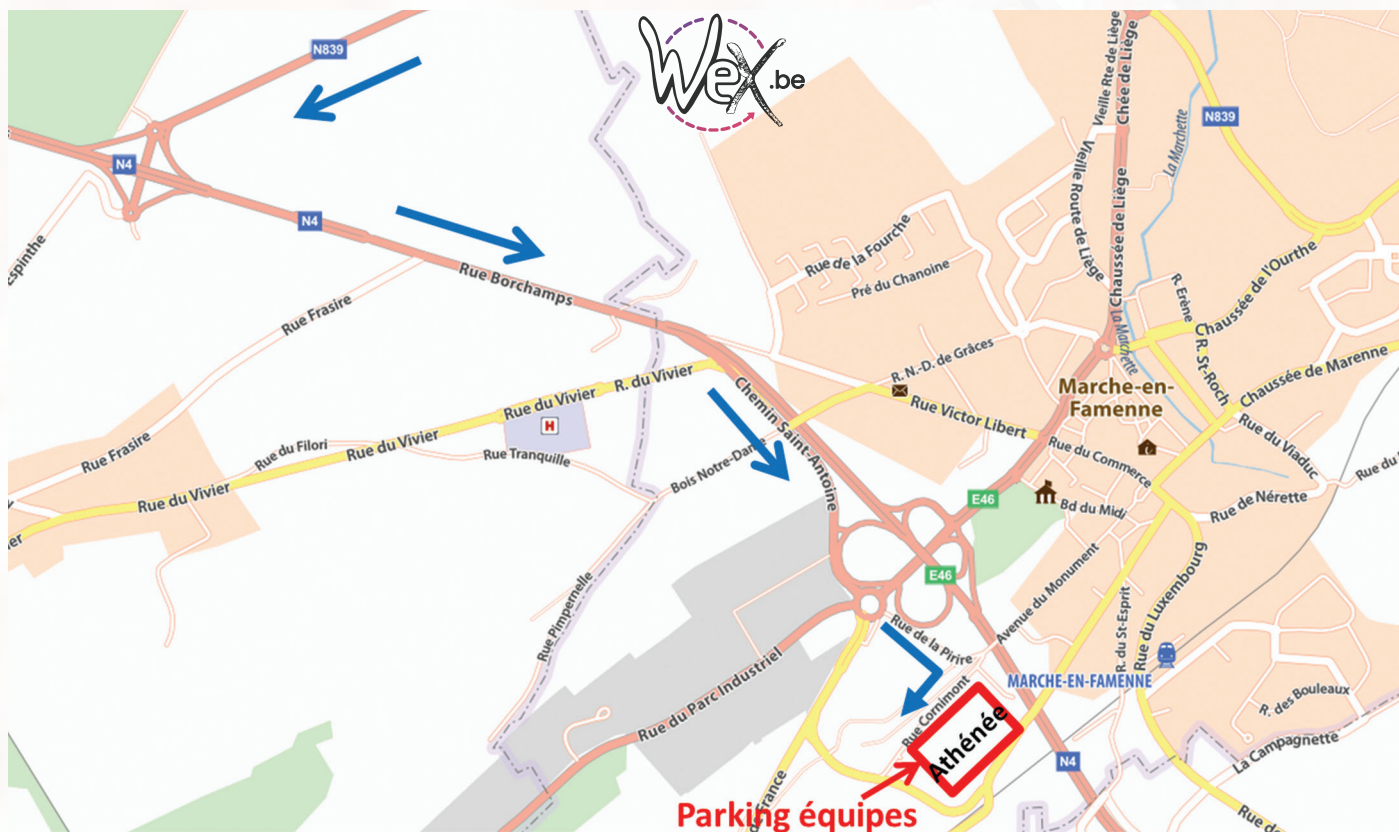 N839
Wex.be
Vieille Rte de Liège
Chée de Liège
N839
La Marchette
N4
N4
Vieille Route de Liège
La Chaussée de Liège
Espinthe
Rue de la Fourche
Pré du Chanoine
Rue Borchamps
R. Erène
Chaussée de l'Ourthe
La Marchette
Rue Frasire
R. N.-D. de Grâces
R. St-Roch
Chaussée de Marenne
R. du Vivier
Chemin Saint-Antoine
Marche-en-
Famenne
Rue du Vivier
Rue Victor Libert
H
Rue du Viaduc
Rue du Filori
Rue du Vivier
Rue du Commerce
Rue Frasire
Rue Tranquille
Bois Notre-Dame
Rue du Vivier
E46
Bd du Midi
Rue de Nérette
E46
Rue Pimpernelle
Avenue du Monument
R. du St-Esprit
Rue du Luxembourg
Rue de la Pirire
Rue du Parc Industriel
MARCHE-EN-FAMENNE
Rue Cornimont
Athénée
R. des Bouleaux
La Campagnette
N4
France
Parking équipes